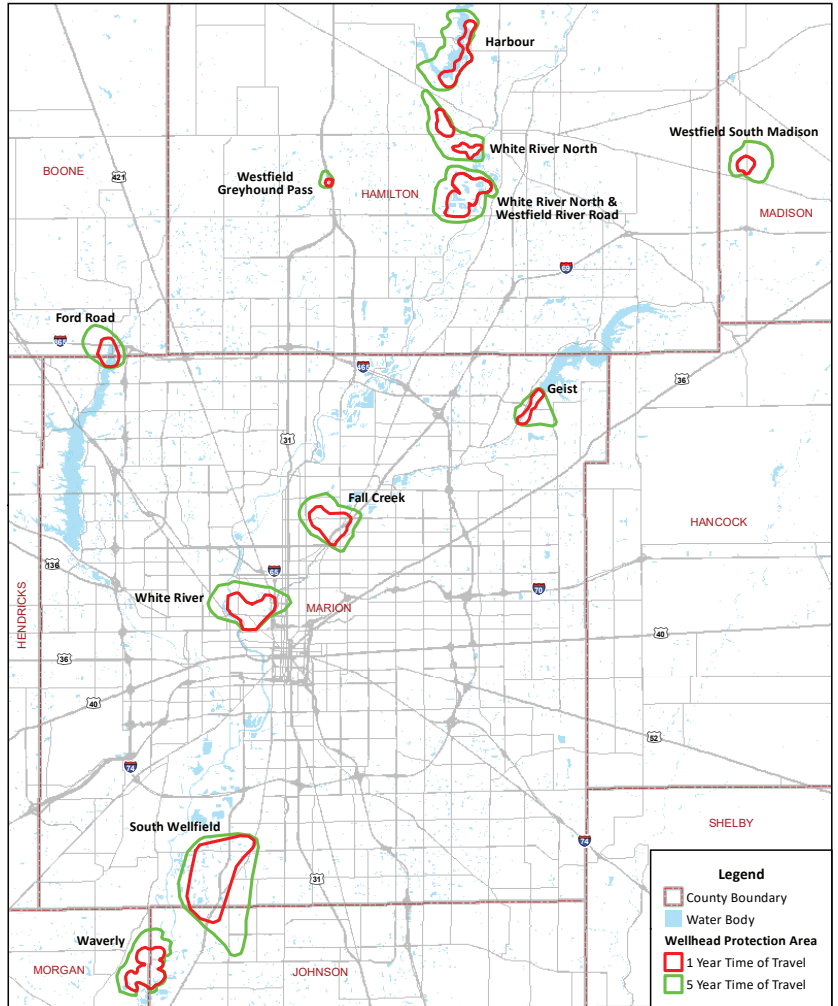 Harbour
Westfield South Madison
White River North
BOONE
421
Westfield
Greyhound Pass
HAMILTON
White River North &
Westfield River Road
MADISON
69
Ford Road
465
36
Geist
31
Fall Creek
HANCOCK
136
65
70
White River
MARION
HENDRICKS
40
36
40
52
74
South Wellfield
SHELBY
74
31
Waverly
MORGAN
JOHNSON
Legend
County Boundary
Water Body
Wellhead Protection Area
1 Year Time of Travel
5 Year Time of Travel